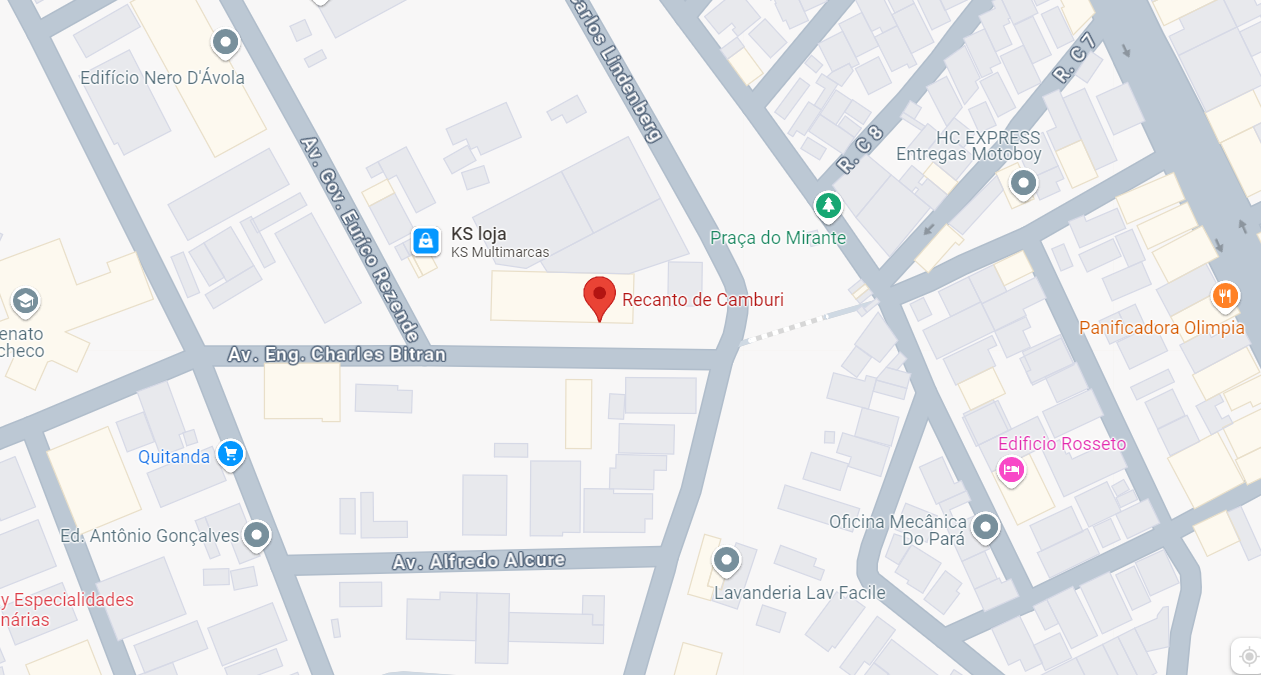 Carlos Lindenberg
R. C 7
Edifício Nero D'Ávola
HC EXPRESS
Entregas Motoboy
R. C 8
Av. Gov. Eurico Rezende
KS loja
KS Multimarcas
Praça do Mirante
Recanto de Camburi
Panificadora Olimpia
enato
checo
Av. Eng. Charles Bitran
Edificio Rosseto
Quitanda
Oficina Mecânica
Do Pará
Ed. Antônio Gonçalves
Av. Alfredo Alcure
Lavanderia Lav Facile
y Especialidades
nárias